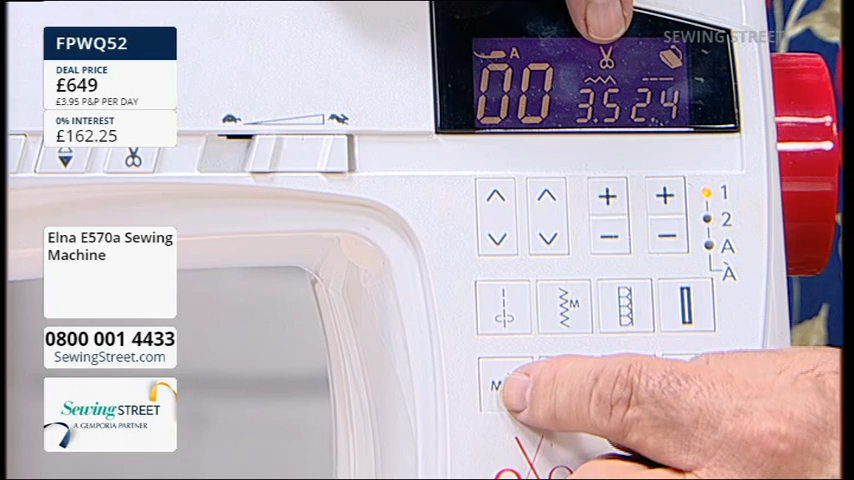 FPWQ52
DEAL PRICE
£649
£3.95 P&P PER DAY
0% INTEREST
£162.25
Elna E570a Sewing
Machine
0800 001 4433
SewingStreet.com
Sewing STREET
A GEMPORIA PARTNER
SEWING STREET
A
00 3.5 2.4
1
2
A
M
M